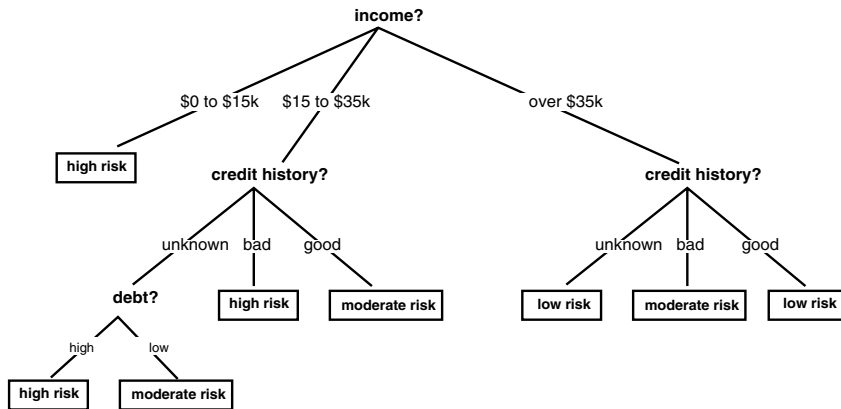 income?
$0 to $15k
$15 to $35k
over $35k
high risk
credit history?
credit history?
unknown
bad
good
unknown
bad
good
debt?
high risk
moderate risk
low risk
moderate risk
low risk
high
low
high risk
moderate risk